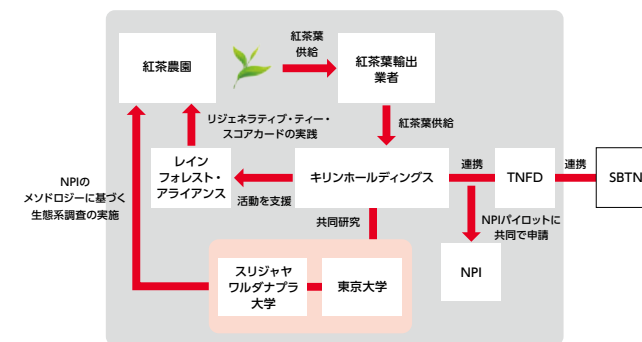 紅茶農園
紅茶葉
供給
紅茶葉輸出
業者
リジェネラティブ・ティー・
スコアカードの実践
紅茶葉供給
NPIの
メソドロジーに基づく
生態系調査の実施
レイン
フォレスト・
アライアンス
活動を支援
キリンホールディングス
連携
TNFD
連携
SBTN
共同研究
NPIパイロットに
共同で申請
NPI
スリジャヤ
ワルダナプラ
大学
東京大学